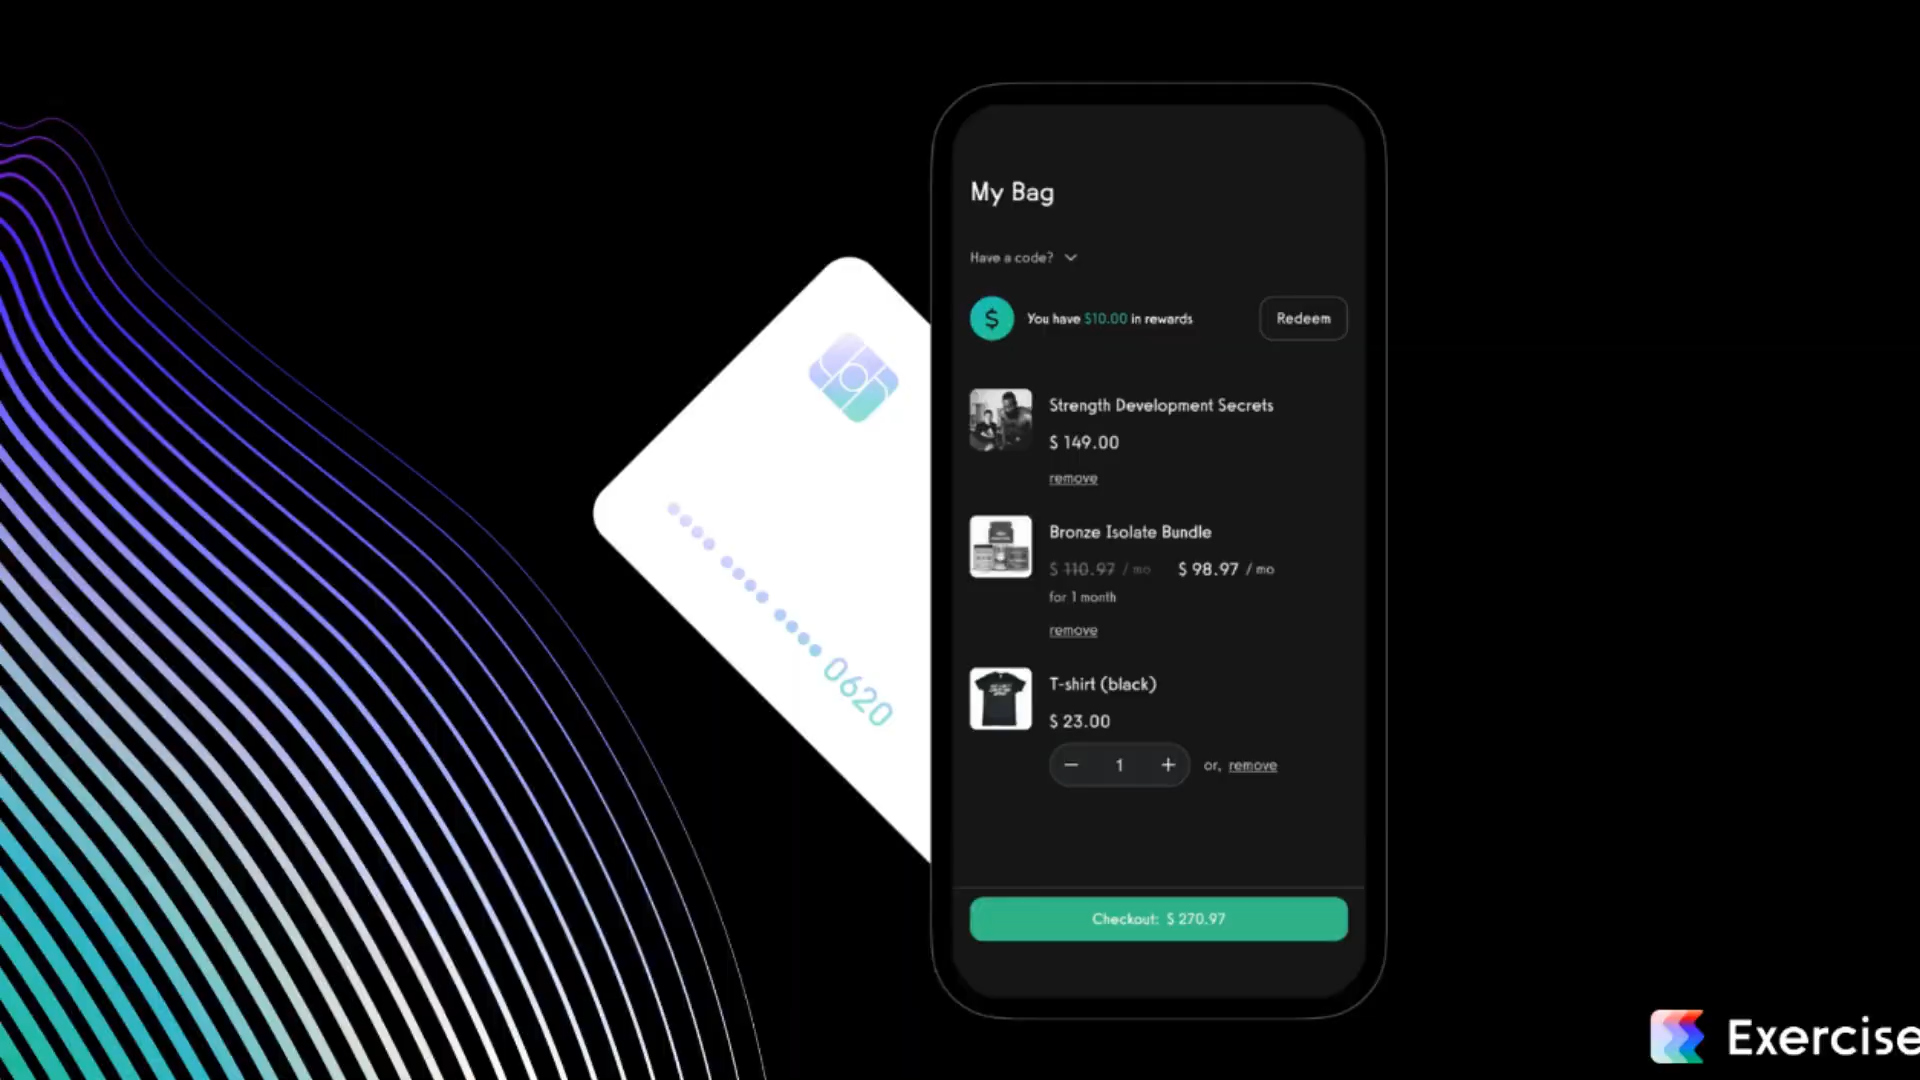 My Bag
Have a code?
$ You have $10.00 in rewards Redeem
Strength Development Secrets
$ 149.00
remove
Bronze Isolate Bundle
$ 110.97 / mo $ 98.97 / mo
for 1 month
remove
T-shirt (black)
$ 23.00
− 1 + or, remove
Checkout: $ 270.97
0620
Exercise